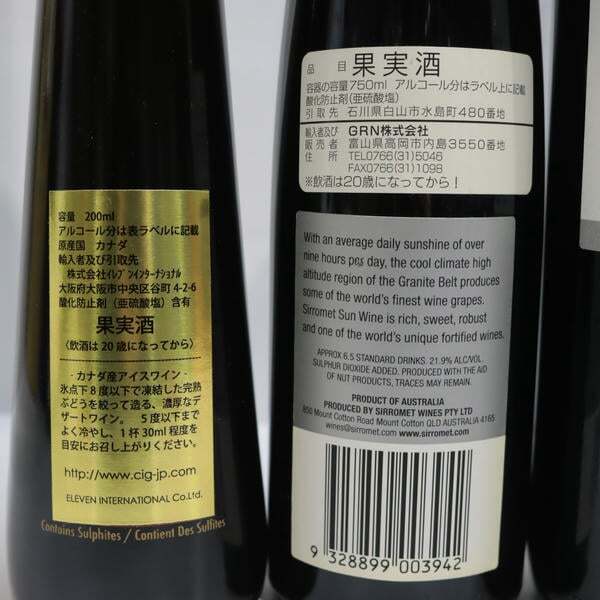 容量 200ml
アルコール分は表ラベルに記載
原産国 カナダ
輸入者及び引取先
株式会社イレブンインターナショナル
大阪府大阪市中央区谷町 4-2-6
酸化防止剤(亜硫酸塩)含有
果実酒
〈飲酒は20歳になってから〉
- カナダ産アイスワイン -
氷点下8度以下で凍結した完熟
ぶどうを絞って造る、濃厚なデ
ザートワイン。 5度以下まで
よく冷やし、1杯30ml程度を
目安にお召し上がりください。
http://www.cig-jp.com
ELEVEN INTERNATIONAL Co.Ltd.
Contains Sulphites / Contient Des Sulfites
品目 果実酒
容器の容量750ml アルコール分はラベル上に記載
酸化防止剤(亜硫酸塩)
引取先 石川県白山市水島町480番地
輸入者及び GRN株式会社
販売者 富山県高岡市内島3550番地
住所 TEL0766(31)5046
FAX0766(31)1098
※飲酒は20歳になってから!
With an average daily sunshine of over
nine hours per day, the cool climate high
altitude region of the Granite Belt produces
some of the world's finest wine grapes.
Sirromet Sun Wine is rich, sweet, robust
and one of the world's unique fortified wines.
APPROX 6.5 STANDARD DRINKS. 21.9% ALC/VOL.
SULPHUR DIOXIDE ADDED. PRODUCED WITH THE AID
OF NUT PRODUCTS, TRACES MAY REMAIN.
PRODUCT OF AUSTRALIA
PRODUCED BY SIRROMET WINES PTY LTD
850 Mount Cotton Road Mount Cotton QLD AUSTRALIA 4165
wines@sirromet.com www.sirromet.com
9 328899 003942